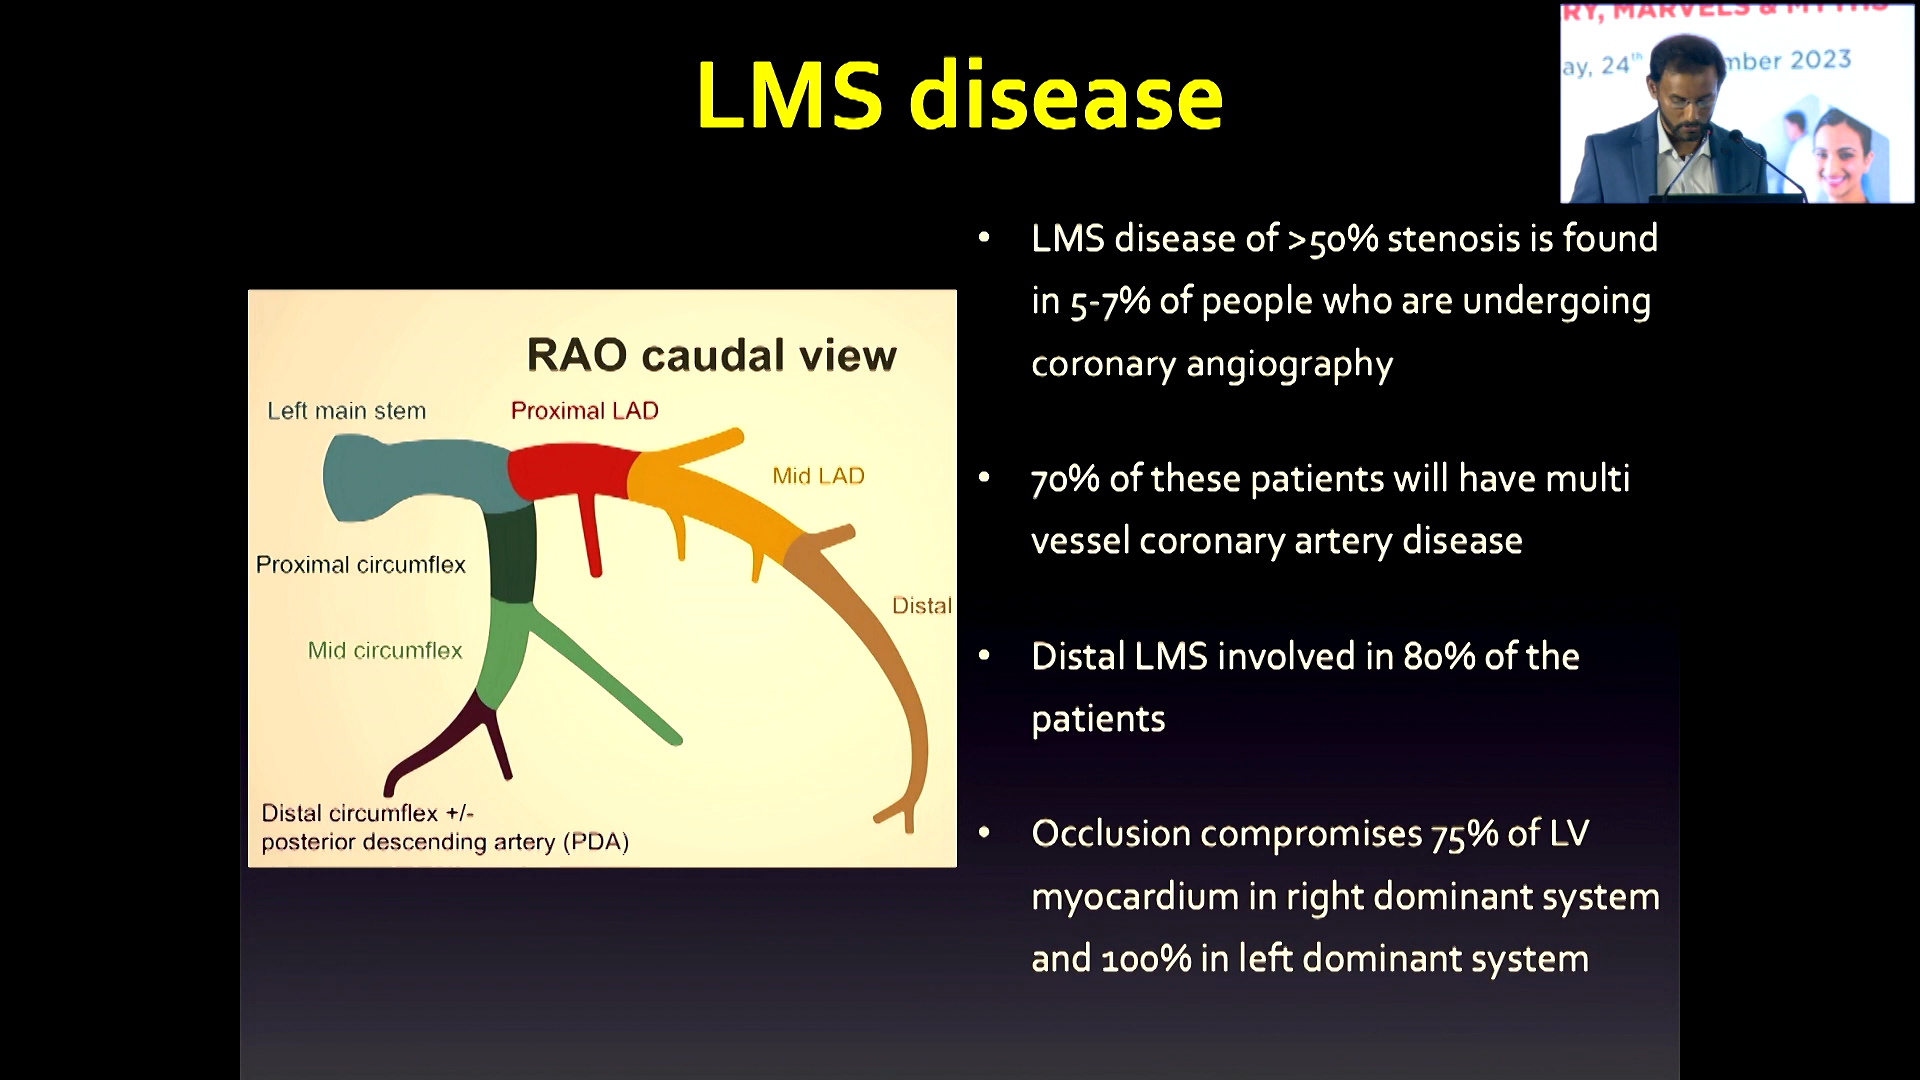 LMS disease
RY, MARVELS & MYTHS
ay, 24th mber 2023
• LMS disease of >50% stenosis is found
in 5-7% of people who are undergoing
coronary angiography
• 70% of these patients will have multi
vessel coronary artery disease
• Distal LMS involved in 80% of the
patients
• Occlusion compromises 75% of LV
myocardium in right dominant system
and 100% in left dominant system
RAO caudal view
Left main stem
Proximal LAD
Mid LAD
Proximal circumflex
Distal
Mid circumflex
Distal circumflex +/-
posterior descending artery (PDA)